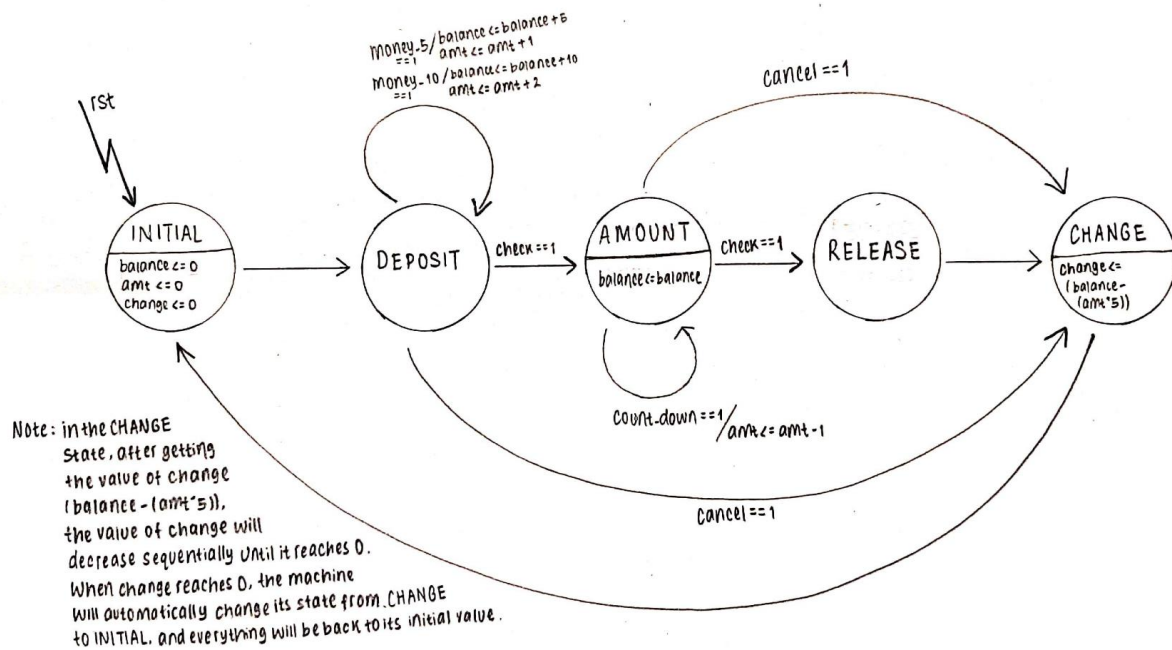 money_5/balance<=balance+5
==1 amt<=amt+1
money_10/balance<=balance+10
==1 amt<=amt+2
cancel==1
rst
INITIAL
balance<=0
amt<=0
change<=0
DEPOSIT
check==1
AMOUNT
balance<=balance
check==1
RELEASE
CHANGE
change<=
(balance-
(amt*5))
count_down==1/amt<=amt-1
cancel==1
Note: in the CHANGE
State, after getting
the value of change
(balance-(amt*5)),
the value of change will
decrease sequentially until it reaches 0.
When change reaches 0, the machine
will automatically change its state from CHANGE
to INITIAL, and everything will be back to its initial value.